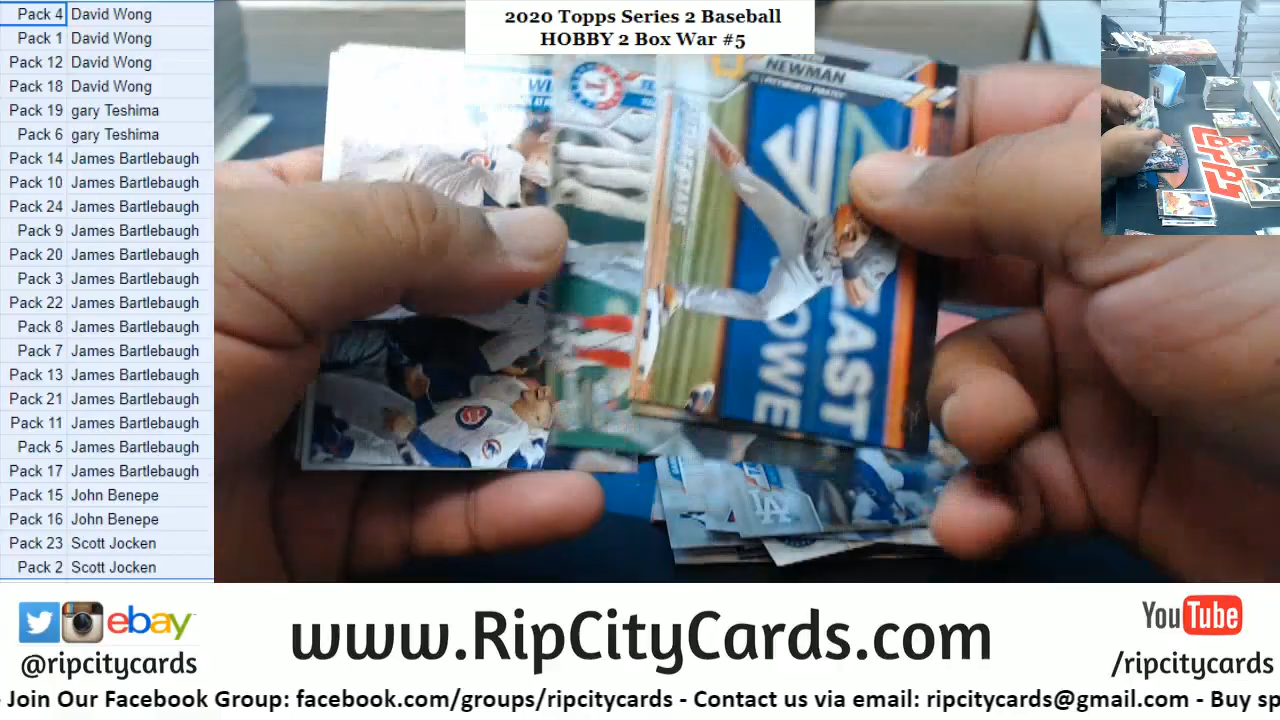 Pack 4 David Wong
Pack 1 David Wong
Pack 12 David Wong
Pack 18 David Wong
Pack 19 gary Teshima
Pack 6 gary Teshima
Pack 14 James Bartlebaugh
Pack 10 James Bartlebaugh
Pack 24 James Bartlebaugh
Pack 9 James Bartlebaugh
Pack 20 James Bartlebaugh
Pack 3 James Bartlebaugh
Pack 22 James Bartlebaugh
Pack 8 James Bartlebaugh
Pack 7 James Bartlebaugh
Pack 13 James Bartlebaugh
Pack 21 James Bartlebaugh
Pack 11 James Bartlebaugh
Pack 5 James Bartlebaugh
Pack 17 James Bartlebaugh
Pack 15 John Benepe
Pack 16 John Benepe
Pack 23 Scott Jocken
Pack 2 Scott Jocken
2020 Topps Series 2 Baseball
HOBBY 2 Box War #5
NEWMAN
PITTSBURGH PIRATES
EAST
OWE
LA
Topps
ebay
@ripcitycards
www.RipCityCards.com
YouTube
/ripcitycards
- Join Our Facebook Group: facebook.com/groups/ripcitycards - Contact us via email: ripcitycards@gmail.com - Buy sp